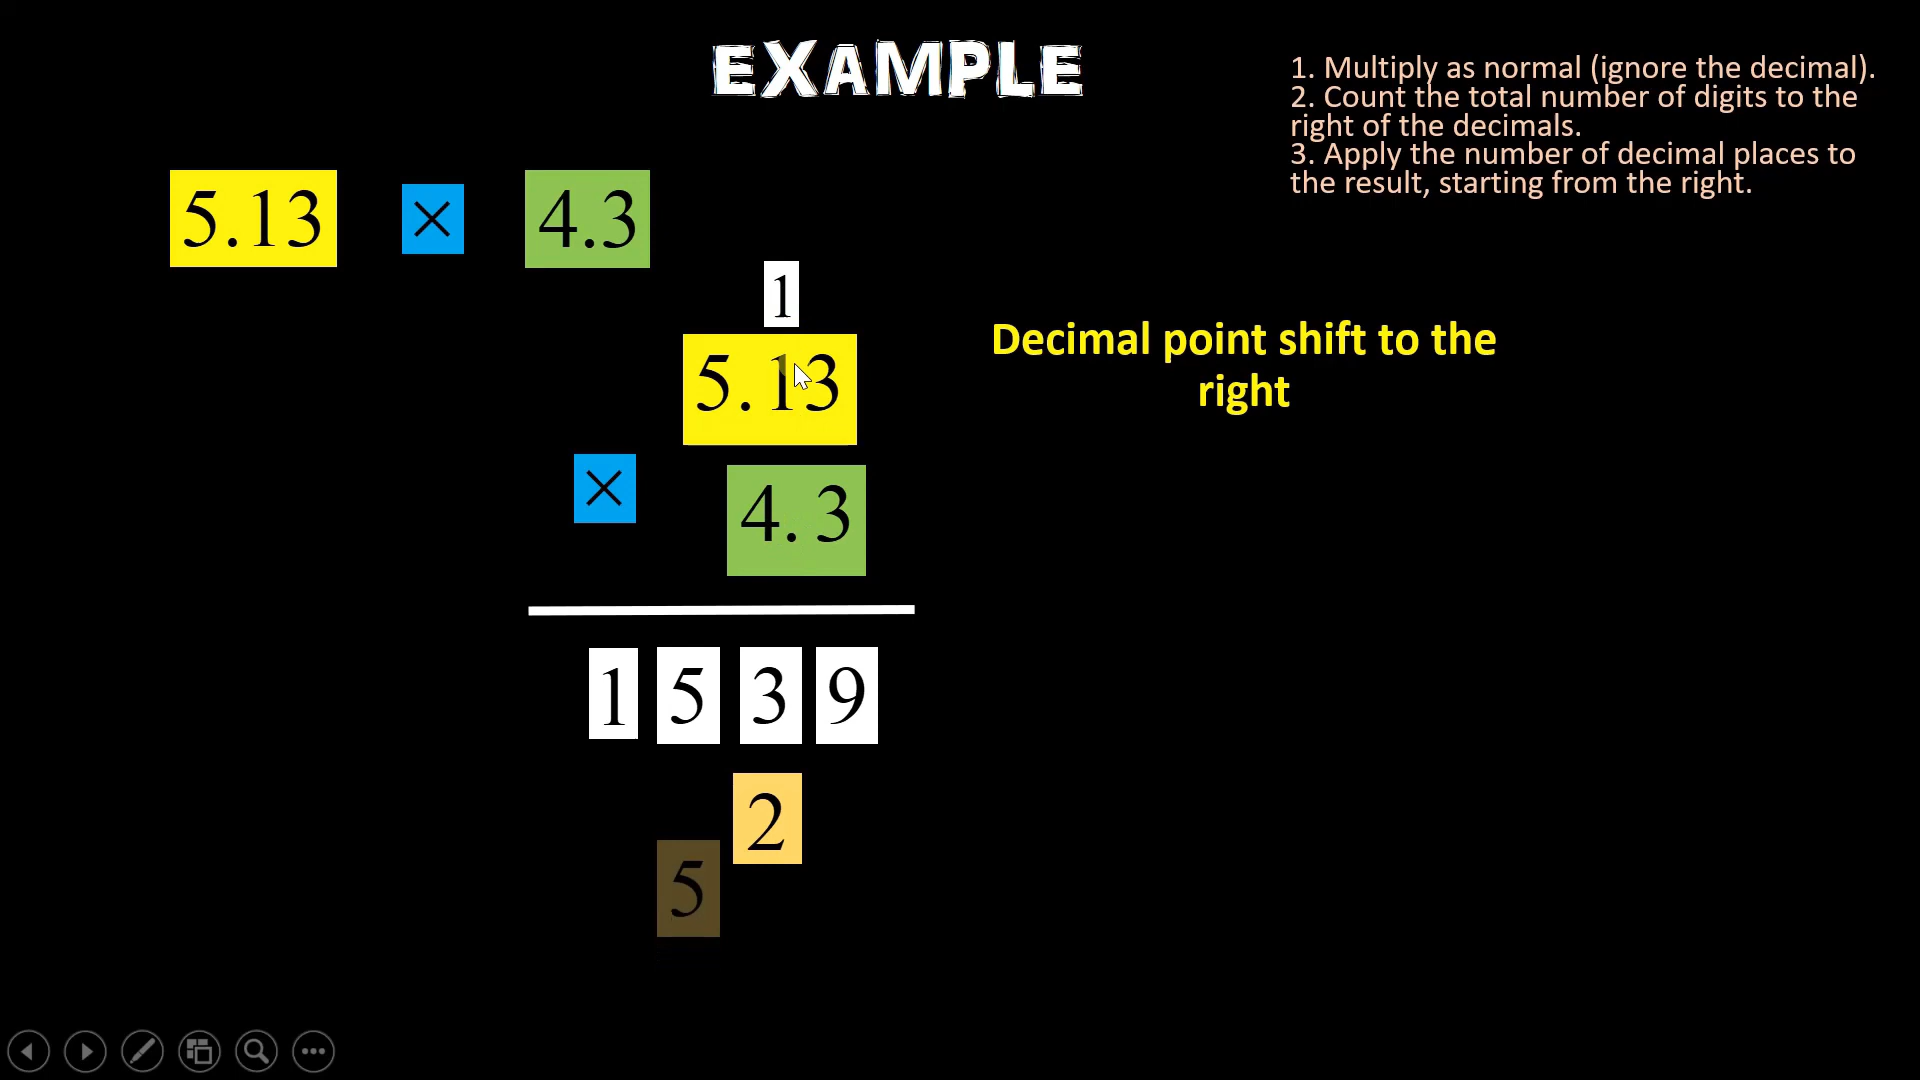 EXAMPLE
1. Multiply as normal (ignore the decimal).
2. Count the total number of digits to the
right of the decimals.
3. Apply the number of decimal places to
the result, starting from the right.
5.13 × 4.3
1
5.13
Decimal point shift to the
right
× 4.3
1 5 3 9
2
5